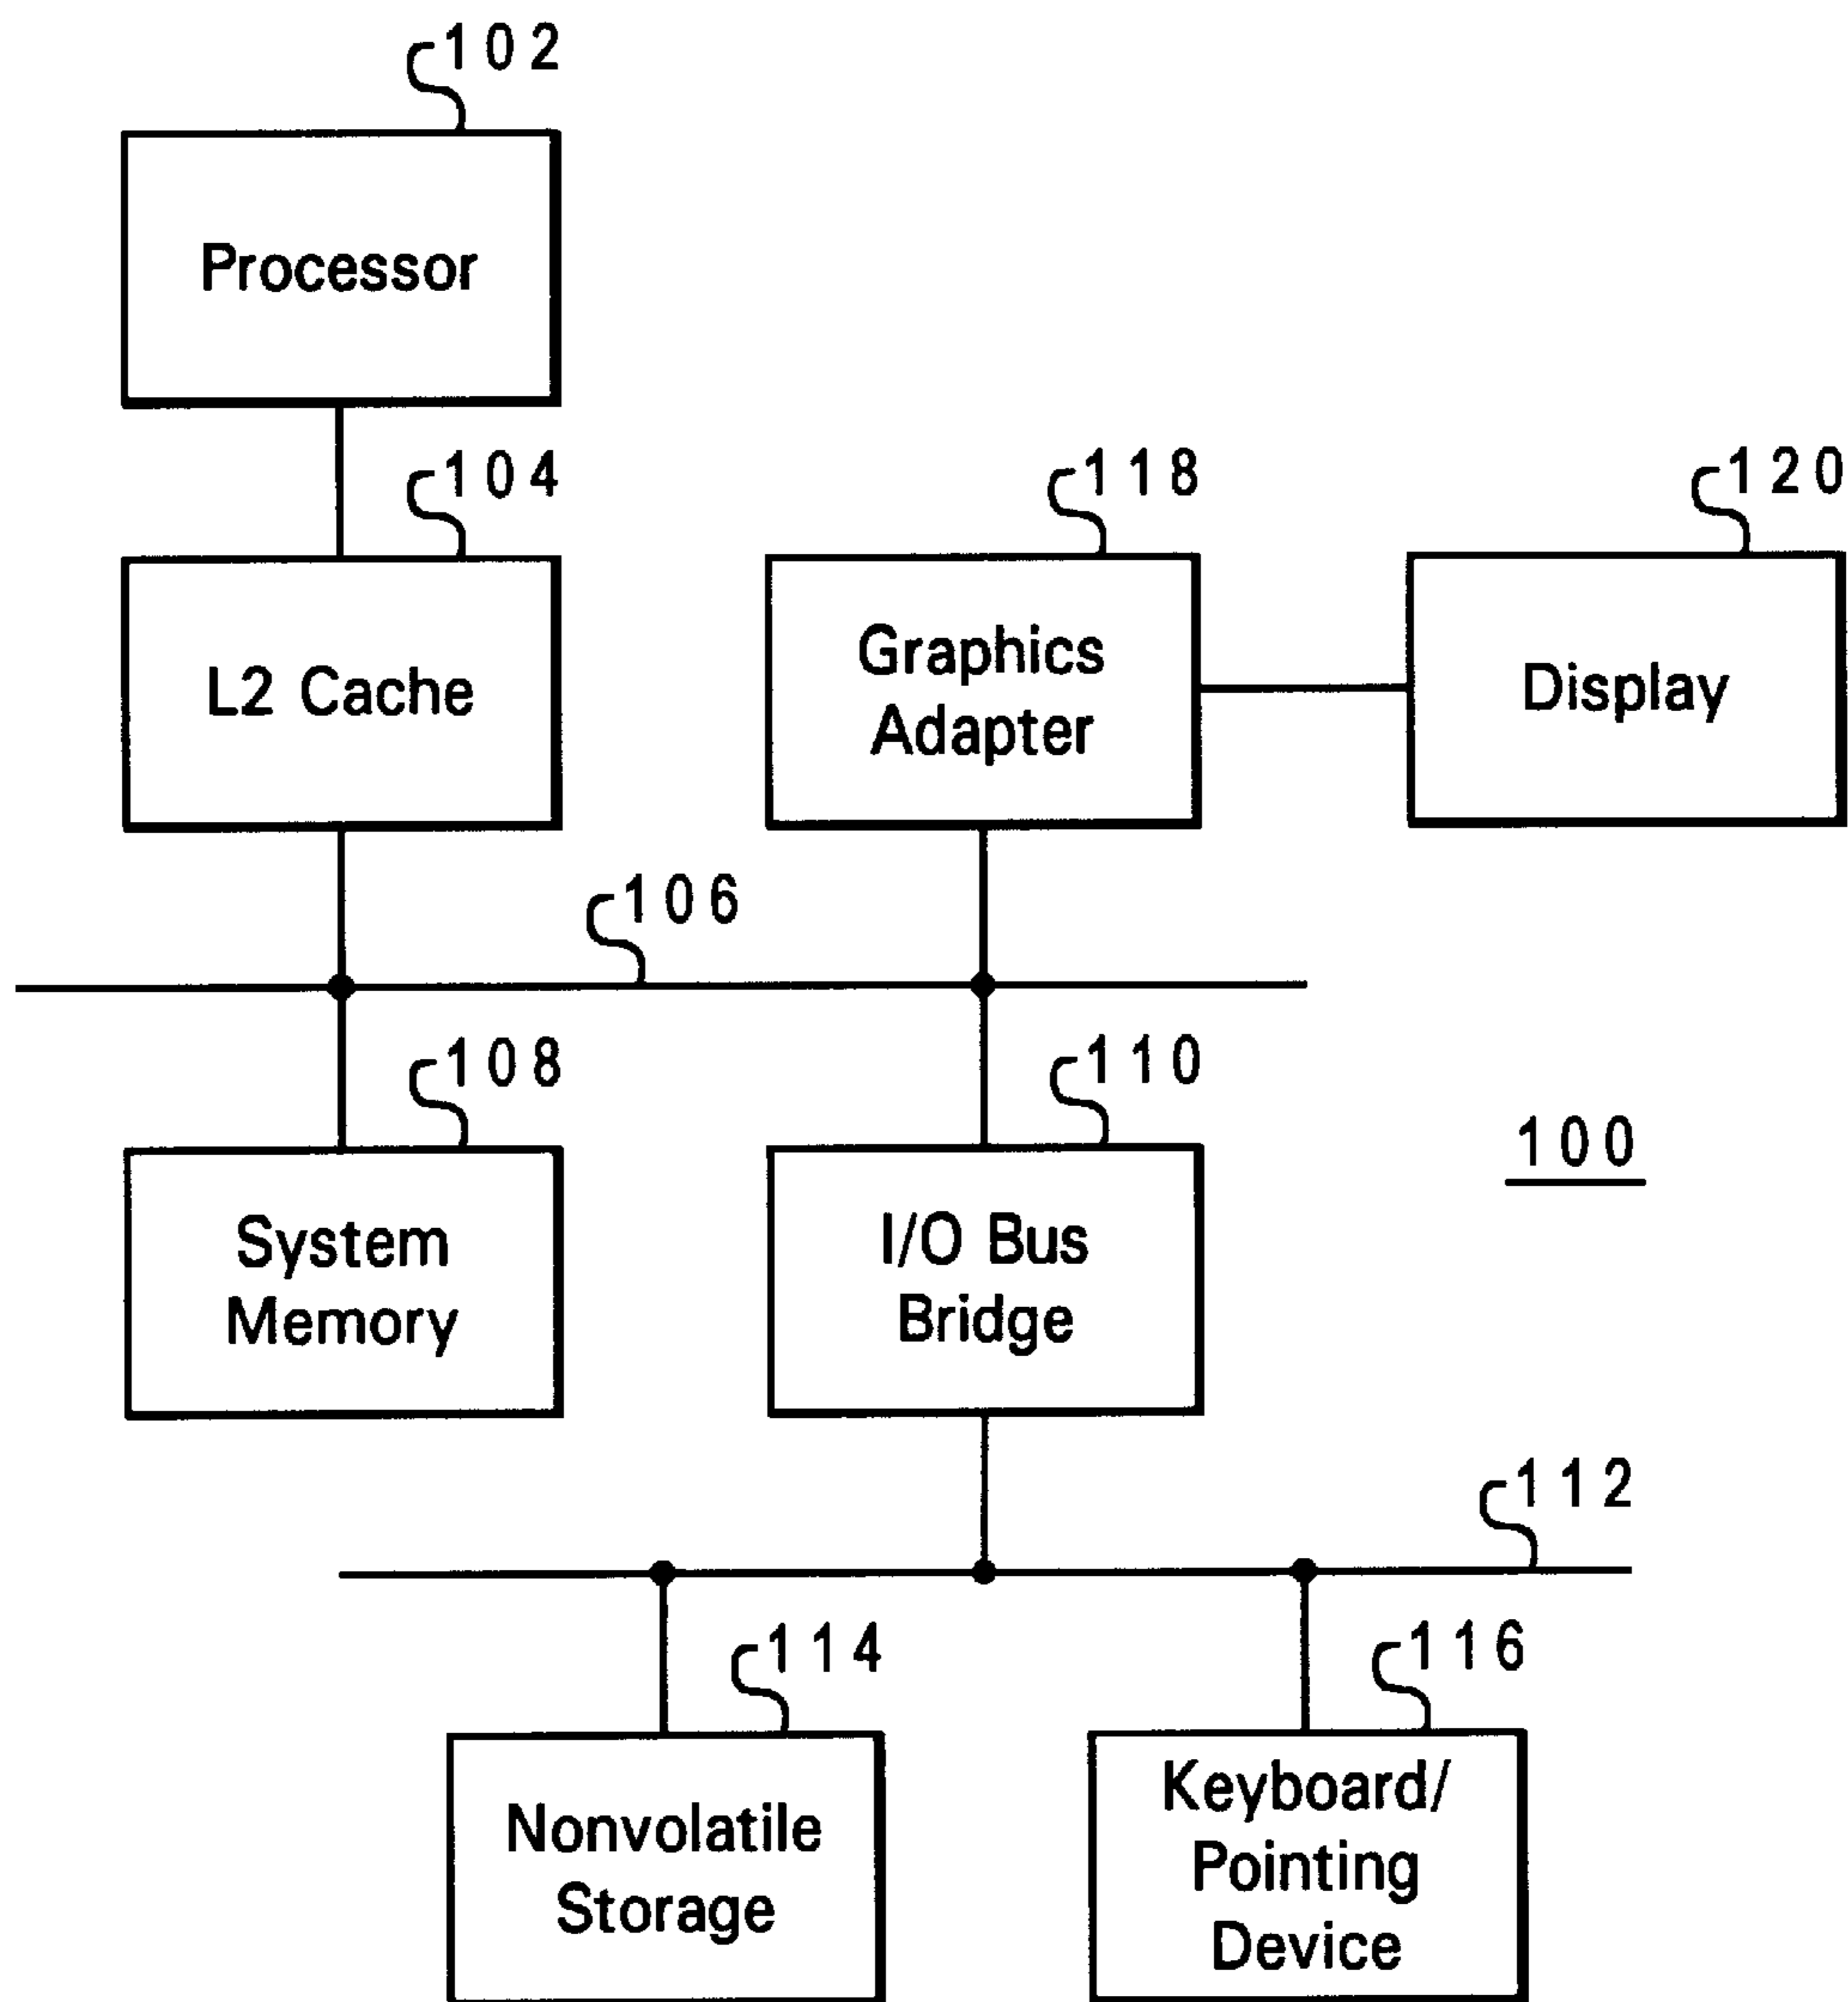 102
Processor
104
118
120
L2 Cache
Graphics
Adapter
Display
106
108
110
100
System
Memory
I/O Bus
Bridge
112
114
116
Nonvolatile
Storage
Keyboard/
Pointing
Device